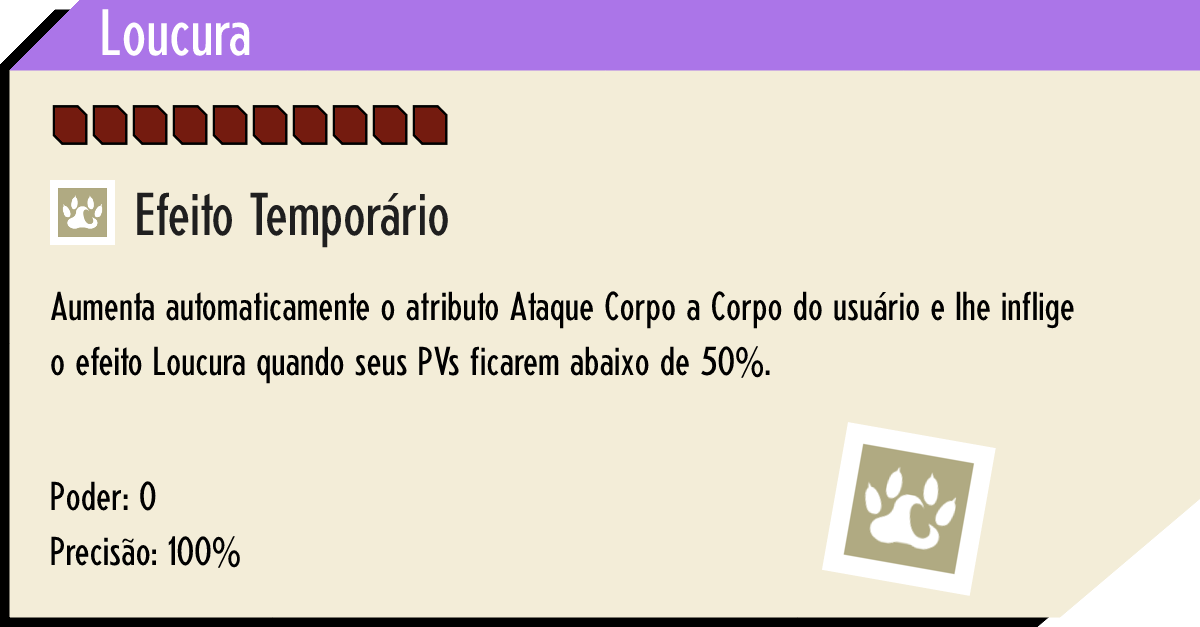 Loucura
Efeito Temporário
Aumenta automaticamente o atributo Ataque Corpo a Corpo do usuário e lhe inflige
o efeito Loucura quando seus PVs ficarem abaixo de 50%.
Poder: 0
Precisão: 100%